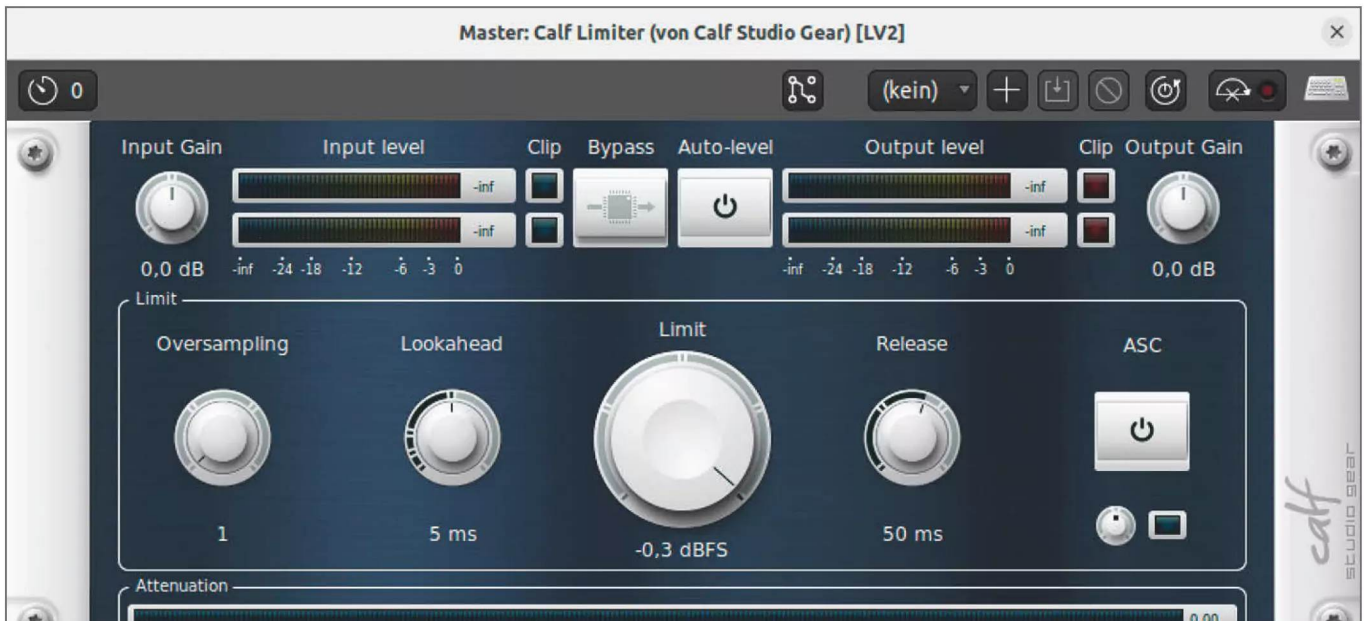 Master: Calf Limiter (von Calf Studio Gear) [LV2]
0
(kein)
Input Gain Input level Clip Bypass Auto-level Output level Clip Output Gain
-inf -inf
-inf -inf
0,0 dB -inf -24 -18 -12 -6 -3 0 -inf -24 -18 -12 -6 -3 0 0,0 dB
Limit
Oversampling Lookahead Limit Release ASC
1 5 ms -0,3 dBFS 50 ms
calf
studio gear
Attenuation
0.00